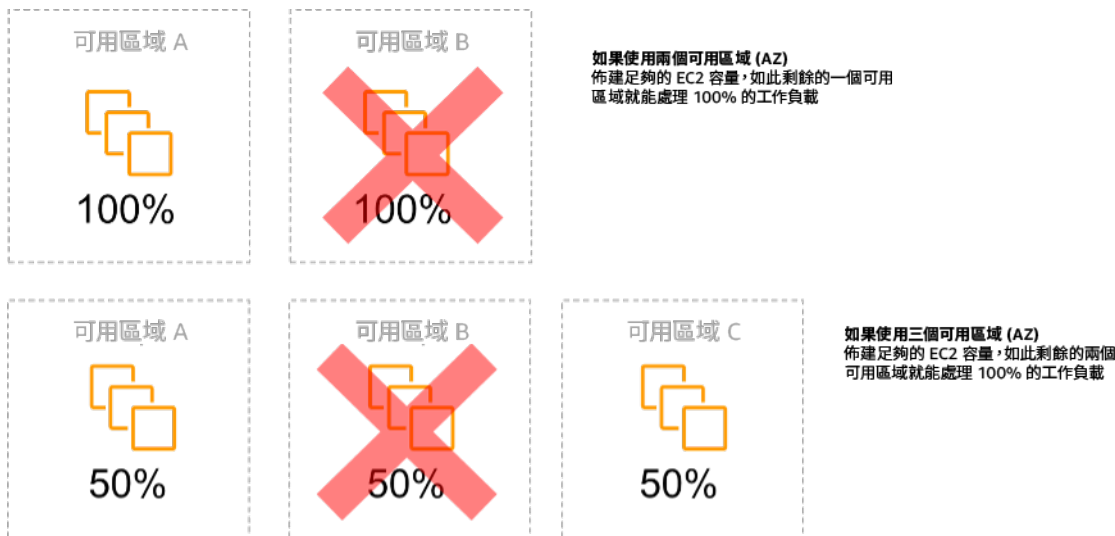 可用區域 A
可用區域 B
如果使用兩個可用區域 (AZ)
佈建足夠的 EC2 容量，如此剩餘的一個可用
區域就能處理 100% 的工作負載
100%
100%
可用區域 A
可用區域 B
可用區域 C
如果使用三個可用區域 (AZ)
佈建足夠的 EC2 容量，如此剩餘的兩個
可用區域就能處理 100% 的工作負載
50%
50%
50%